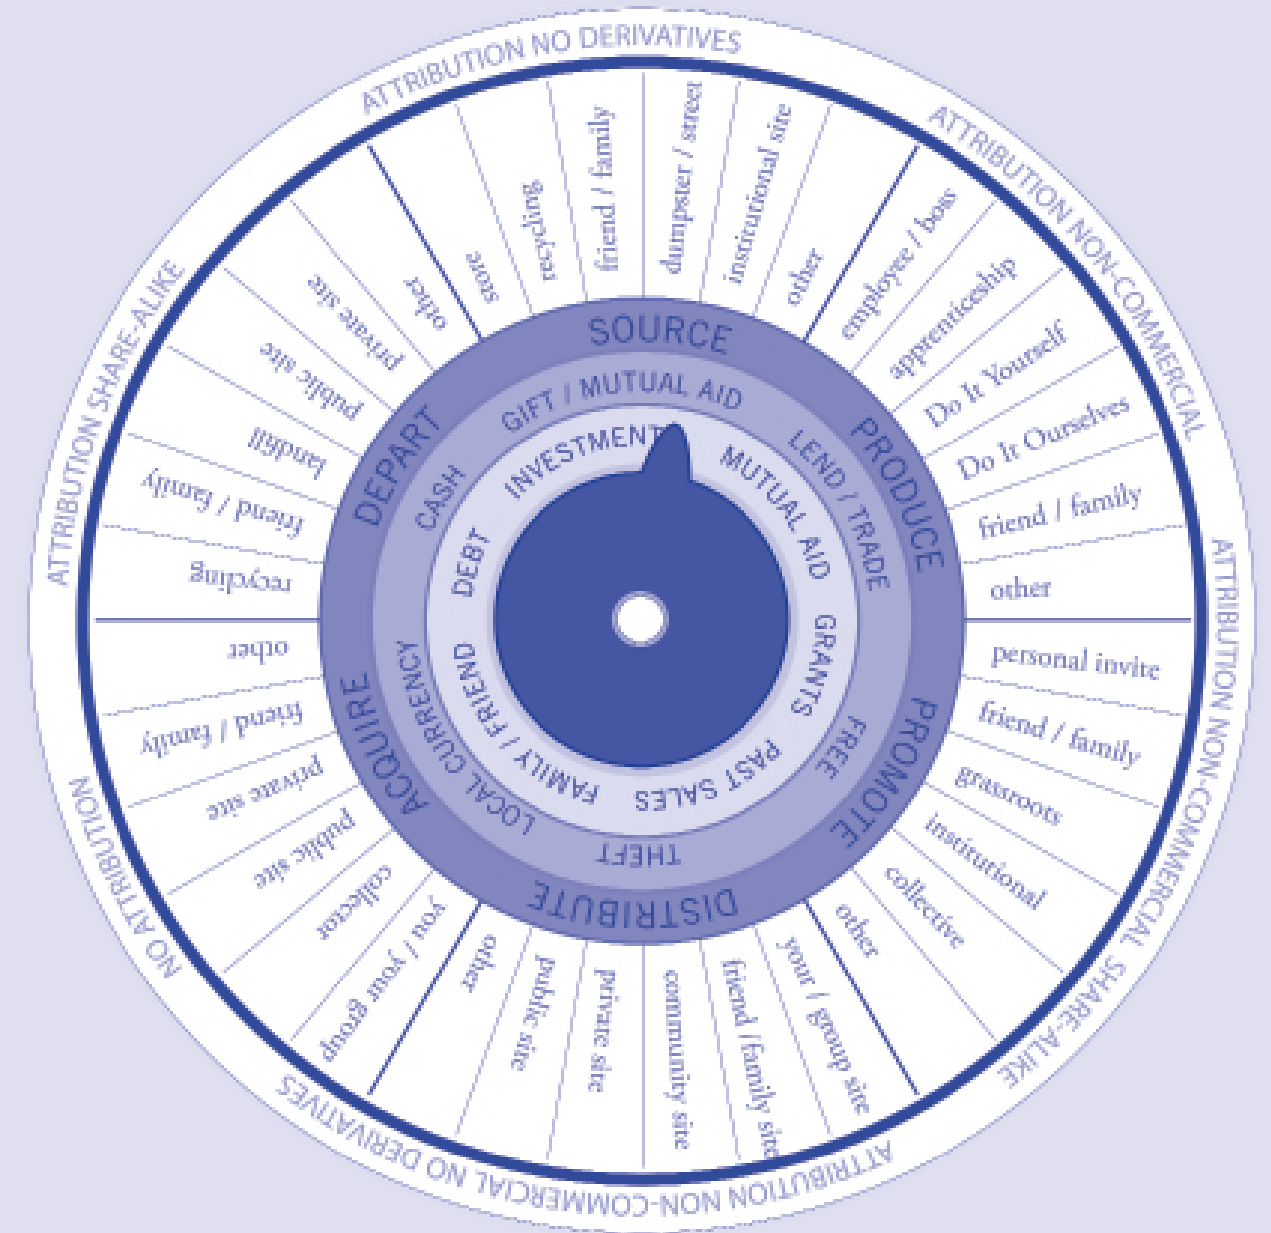 ATTRIBUTION NO DERIVATIVES
ATTRIBUTION NON-COMMERCIAL
ATTRIBUTION NON-COMMERCIAL SHARE-ALIKE
ATTRIBUTION NON-COMMERCIAL NO DERIVATIVES
NO ATTRIBUTION
ATTRIBUTION SHARE-ALIKE
store
recycling
friend / family
dumpster / street
institutional site
other
employee / boss
apprenticeship
Do It Yourself
Do It Ourselves
friend / family
other
personal invite
friend / family
grassroots
institutional
collective
other
your / group site
friend /family site
community site
private site
public site
other
you / your group
collector
public site
private site
friend / family
other
recycling
friend / family
landfill
public site
private site
other
SOURCE
PRODUCE
PROMOTE
DISTRIBUTE
ACQUIRE
DEPART
GIFT / MUTUAL AID
LEND / TRADE
FREE
THEFT
LOCAL CURRENCY
CASH
INVESTMENT
MUTUAL AID
GRANTS
PAST SALES
FAMILY / FRIEND
DEBT